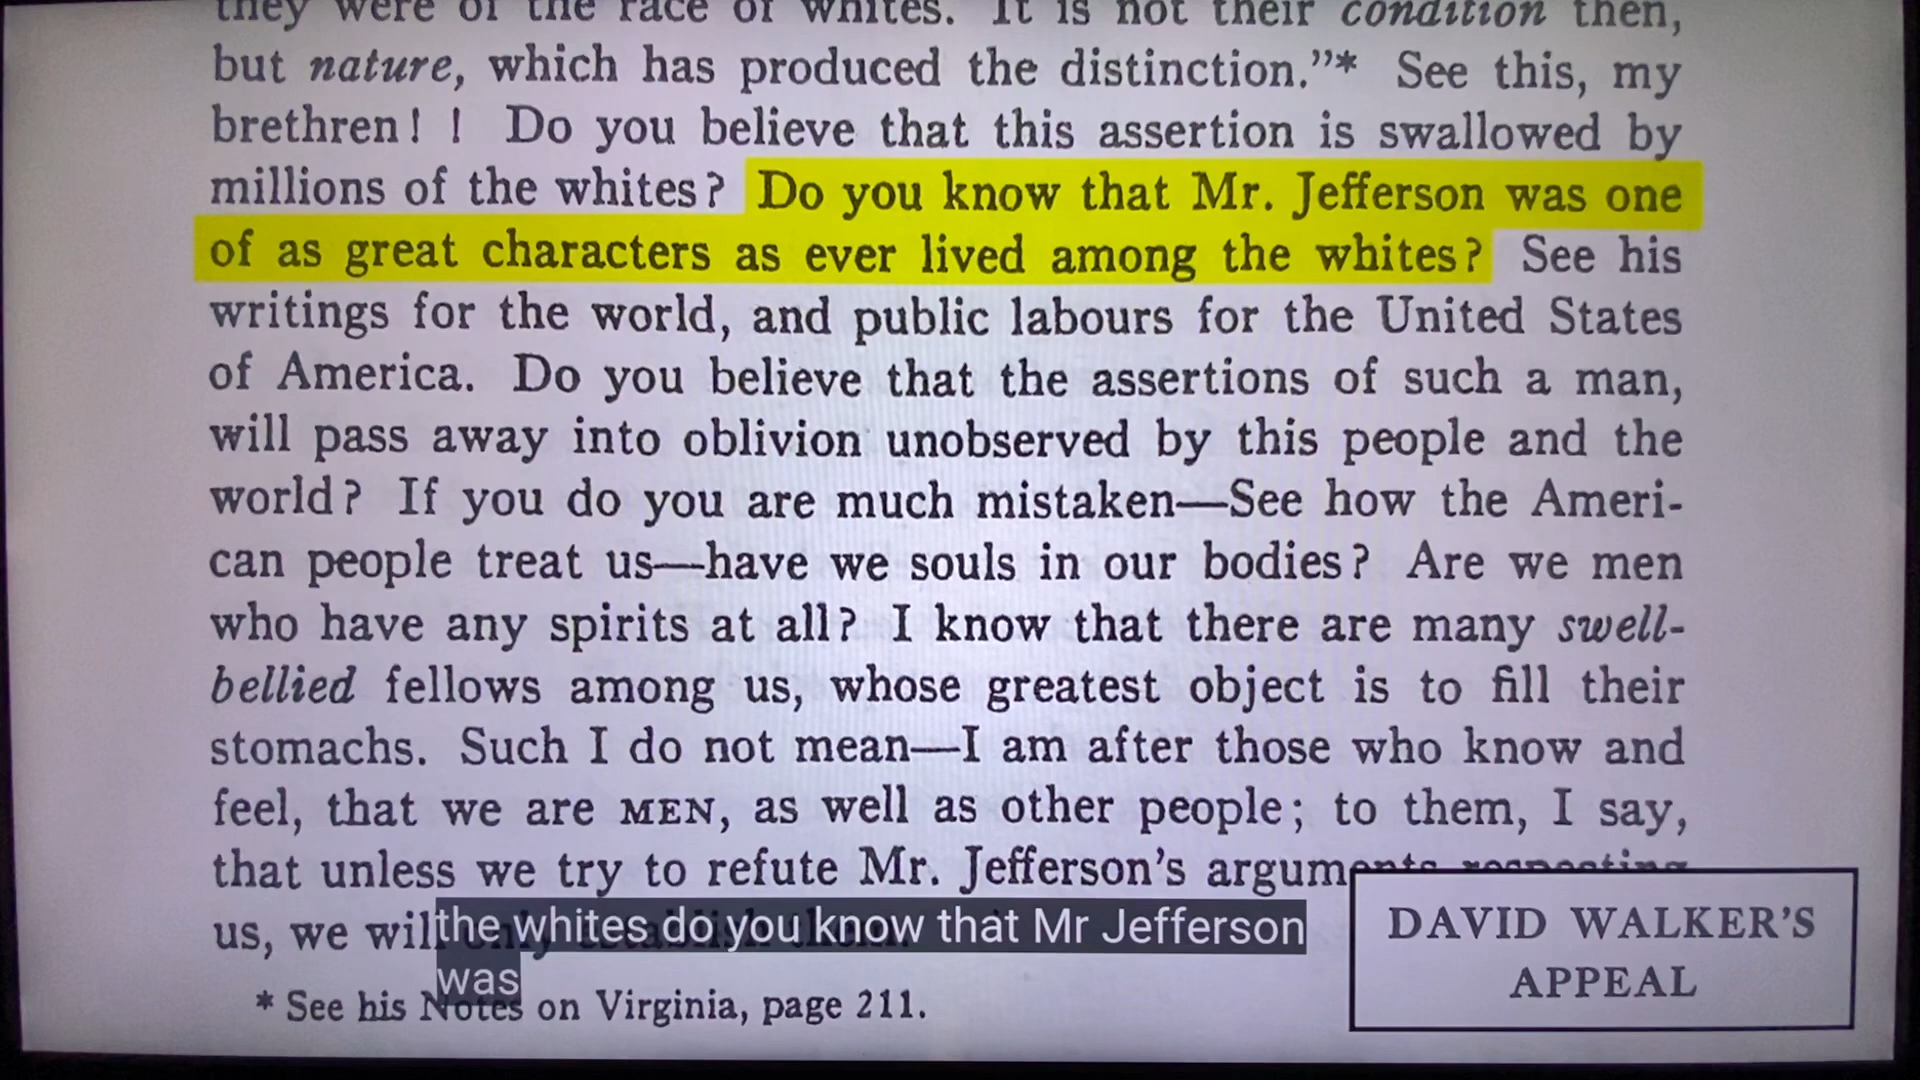 they were of the race of whites. It is not their condition then,
but nature, which has produced the distinction."* See this, my
brethren! ! Do you believe that this assertion is swallowed by
millions of the whites? Do you know that Mr. Jefferson was one
of as great characters as ever lived among the whites? See his
writings for the world, and public labours for the United States
of America. Do you believe that the assertions of such a man,
will pass away into oblivion unobserved by this people and the
world? If you do you are much mistaken—See how the Ameri-
can people treat us—have we souls in our bodies? Are we men
who have any spirits at all? I know that there are many swell-
bellied fellows among us, whose greatest object is to fill their
stomachs. Such I do not mean—I am after those who know and
feel, that we are MEN, as well as other people; to them, I say,
that unless we try to refute Mr. Jefferson's arguments respecting
us, we will
the whites do you know that Mr Jefferson
was
* See his Notes on Virginia, page 211.
DAVID WALKER'S
APPEAL